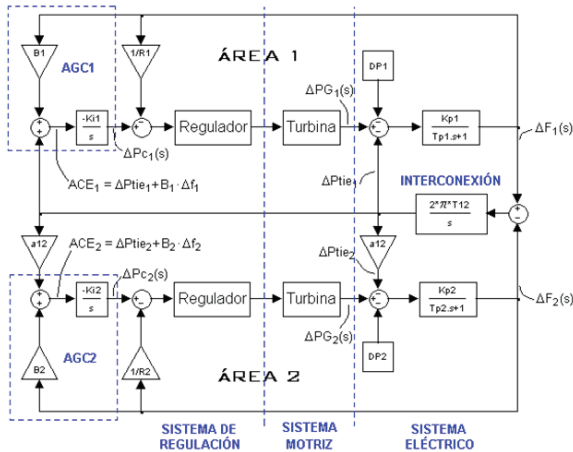 B1
1/R1
ÁREA 1
AGC1
DP1
ΔPG₁(s)
-Ki1
s
Regulador
Turbina
Kp1
Tp1.s+1
ΔF₁(s)
ΔPc₁(s)
ACE₁ = ΔPtie₁+B₁·Δf₁
ΔPtie₁
INTERCONEXIÓN
2*π*T12
s
a12
ACE₂ = ΔPtie₂+B₂·Δf₂
ΔPtie₂
a12
ΔPc₂(s)
-Ki2
s
Regulador
Turbina
Kp2
Tp2.s+1
ΔF₂(s)
ΔPG₂(s)
AGC2
B2
1/R2
DP2
ÁREA 2
SISTEMA DE
REGULACIÓN
SISTEMA
MOTRIZ
SISTEMA
ELÉCTRICO